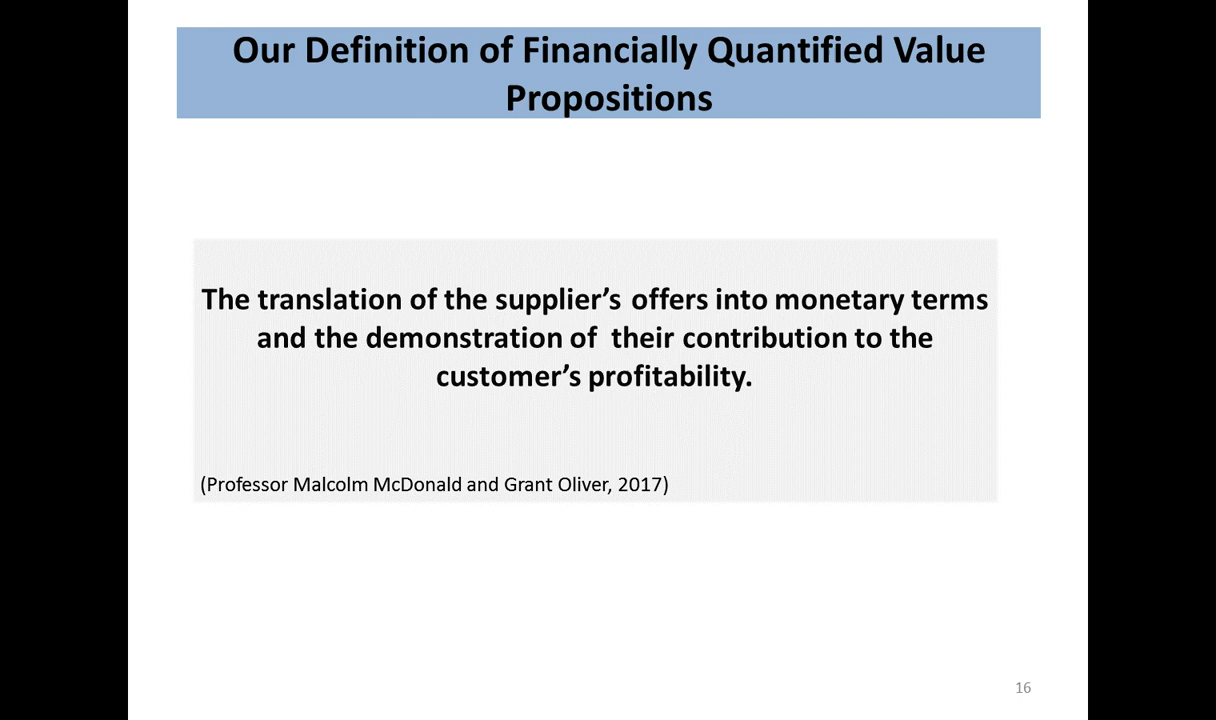 Our Definition of Financially Quantified Value
Propositions
The translation of the supplier’s offers into monetary terms
and the demonstration of  their contribution to the
customer’s profitability.
(Professor Malcolm McDonald and Grant Oliver, 2017)
16